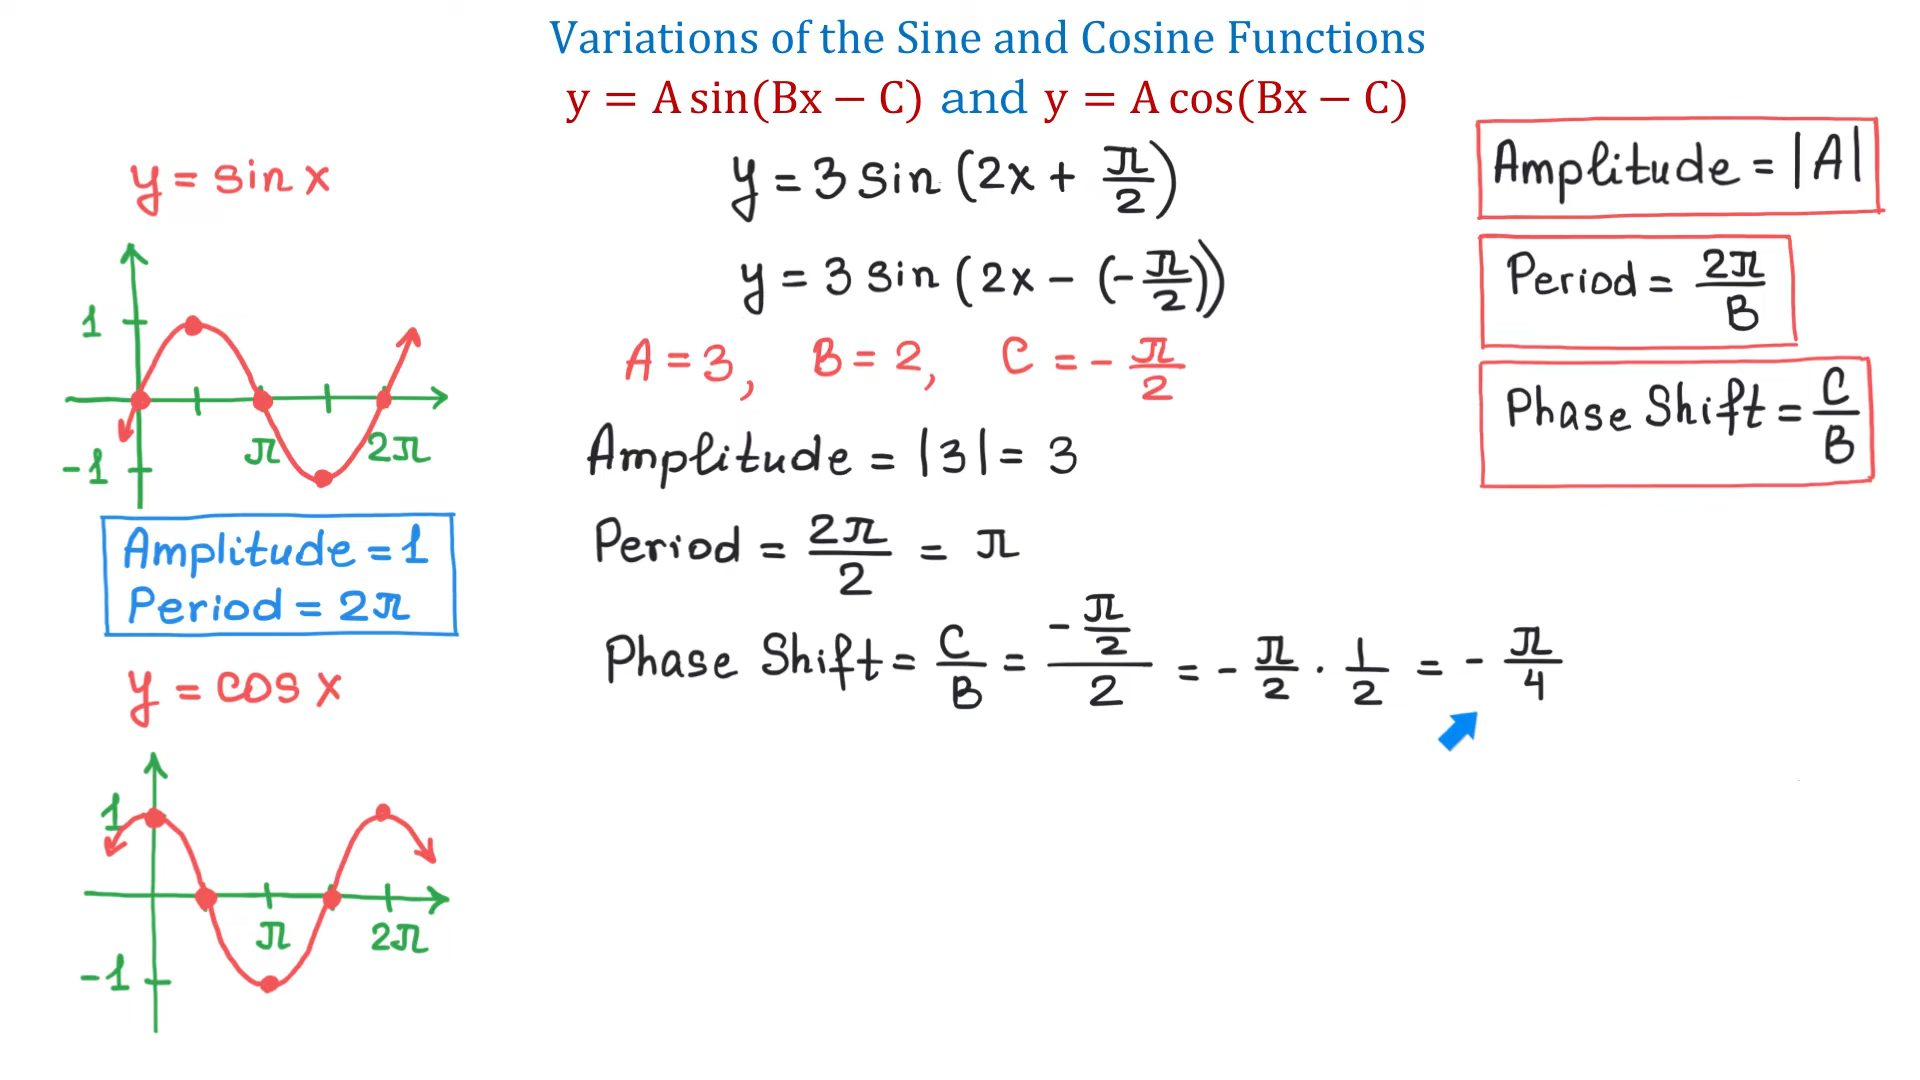 Variations of the Sine and Cosine Functions
y = A sin(Bx − C) and y = A cos(Bx − C)
y = sin x
1
-1
π
2π
Amplitude = 1
Period = 2π
y = cos x
1
-1
π
2π
y = 3 sin (2x + π/2)
y = 3 sin (2x - (-π/2))
A = 3, B = 2, C = - π/2
Amplitude = |3| = 3
Period = 2π/2 = π
Phase Shift = C/B = (-π/2)/2 = - π/2 · 1/2 = - π/4
Amplitude = |A|
Period = 2π/B
Phase Shift = C/B